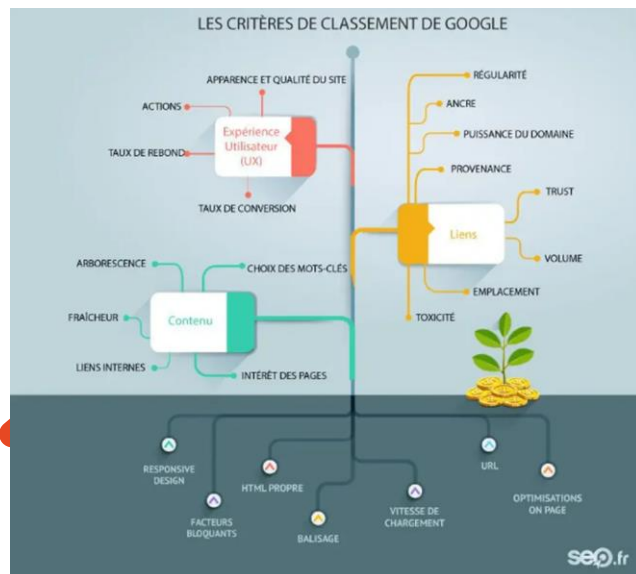 LES CRITÈRES DE CLASSEMENT DE GOOGLE
APPARENCE ET QUALITÉ DU SITE
ACTIONS
Expérience
Utilisateur
(UX)
TAUX DE REBOND
TAUX DE CONVERSION
RÉGULARITÉ
ANCRE
PUISSANCE DU DOMAINE
PROVENANCE
TRUST
Liens
VOLUME
EMPLACEMENT
TOXICITÉ
ARBORESCENCE
CHOIX DES MOTS-CLÉS
FRAÎCHEUR
Contenu
LIENS INTERNES
INTÉRÊT DES PAGES
RESPONSIVE
DESIGN
HTML PROPRE
URL
FACTEURS
BLOQUANTS
BALISAGE
VITESSE DE
CHARGEMENT
OPTIMISATIONS
ON PAGE
seo.fr